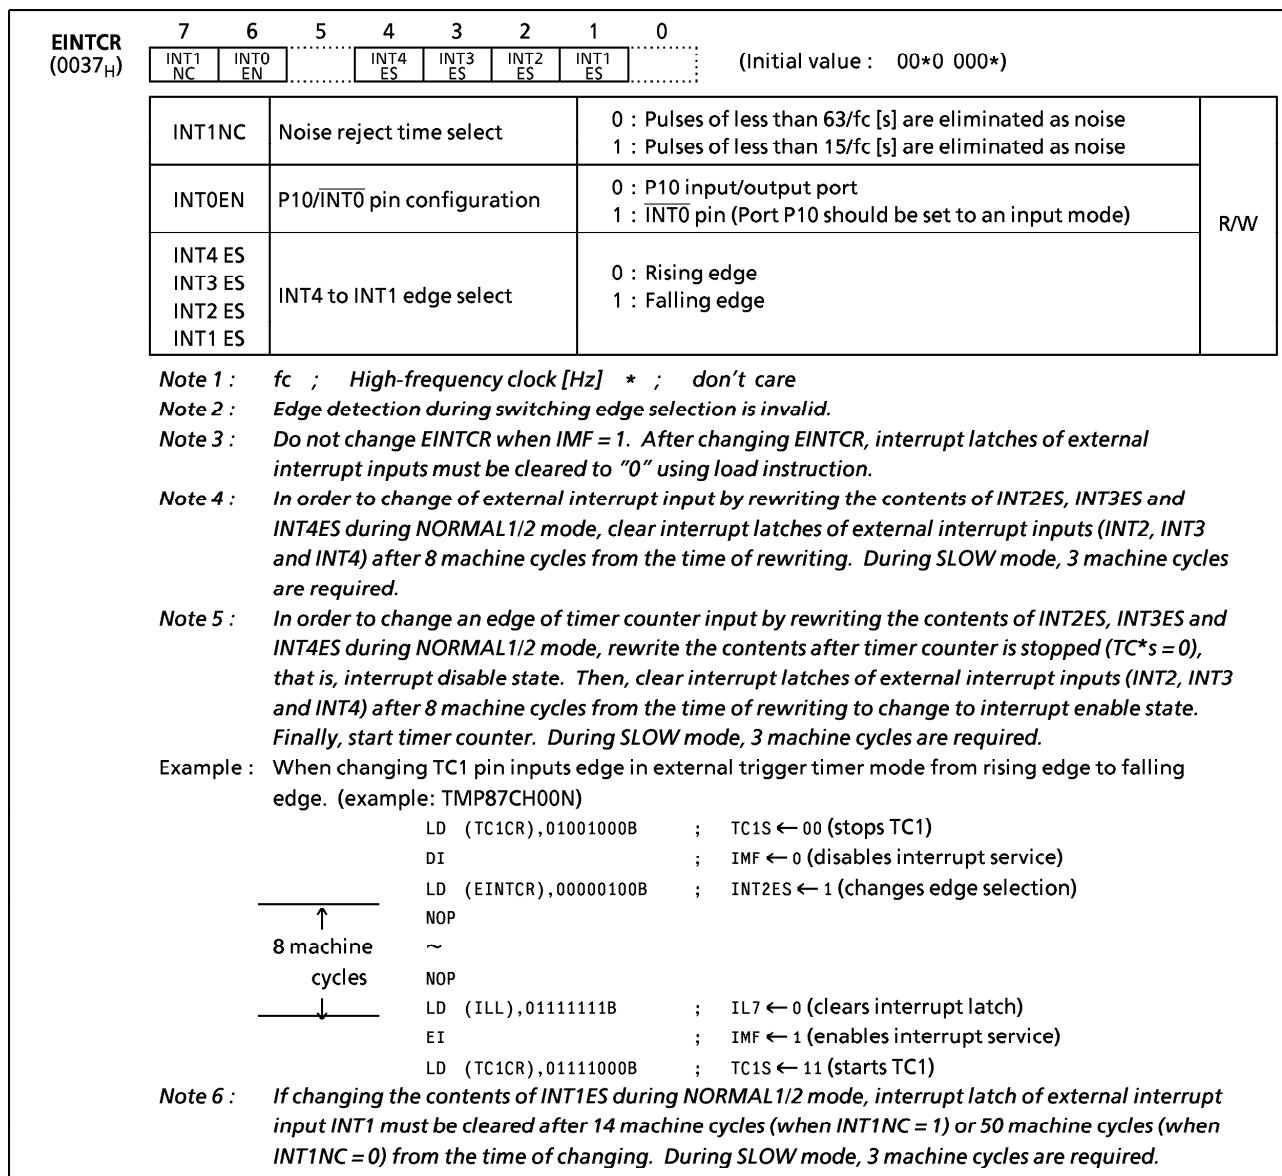 EINTCR
(0037H)
7 6 5 4 3 2 1 0
INT1 NC INT0 EN INT4 ES INT3 ES INT2 ES INT1 ES
(Initial value : 00*0 000*)
INT1NC Noise reject time select 0 : Pulses of less than 63/fc [s] are eliminated as noise
1 : Pulses of less than 15/fc [s] are eliminated as noise
INT0EN P10/INT0 pin configuration 0 : P10 input/output port
1 : INT0 pin (Port P10 should be set to an input mode)
R/W
INT4 ES
INT3 ES
INT2 ES
INT1 ES
INT4 to INT1 edge select
0 : Rising edge
1 : Falling edge
Note 1 : fc ; High-frequency clock [Hz] * ; don't care
Note 2 : Edge detection during switching edge selection is invalid.
Note 3 : Do not change EINTCR when IMF = 1. After changing EINTCR, interrupt latches of external
interrupt inputs must be cleared to "0" using load instruction.
Note 4 : In order to change of external interrupt input by rewriting the contents of INT2ES, INT3ES and
INT4ES during NORMAL1/2 mode, clear interrupt latches of external interrupt inputs (INT2, INT3
and INT4) after 8 machine cycles from the time of rewriting. During SLOW mode, 3 machine cycles
are required.
Note 5 : In order to change an edge of timer counter input by rewriting the contents of INT2ES, INT3ES and
INT4ES during NORMAL1/2 mode, rewrite the contents after timer counter is stopped (TC*s = 0),
that is, interrupt disable state. Then, clear interrupt latches of external interrupt inputs (INT2, INT3
and INT4) after 8 machine cycles from the time of rewriting to change to interrupt enable state.
Finally, start timer counter. During SLOW mode, 3 machine cycles are required.
Example : When changing TC1 pin inputs edge in external trigger timer mode from rising edge to falling
edge. (example: TMP87CH00N)
LD (TC1CR),01001000B ; TC1S ← 00 (stops TC1)
DI ; IMF ← 0 (disables interrupt service)
LD (EINTCR),00000100B ; INT2ES ← 1 (changes edge selection)
↑ NOP
8 machine ~
cycles NOP
↓ LD (ILL),01111111B ; IL7 ← 0 (clears interrupt latch)
EI ; IMF ← 1 (enables interrupt service)
LD (TC1CR),01111000B ; TC1S ← 11 (starts TC1)
Note 6 : If changing the contents of INT1ES during NORMAL1/2 mode, interrupt latch of external interrupt
input INT1 must be cleared after 14 machine cycles (when INT1NC = 1) or 50 machine cycles (when
INT1NC = 0) from the time of changing. During SLOW mode, 3 machine cycles are required.